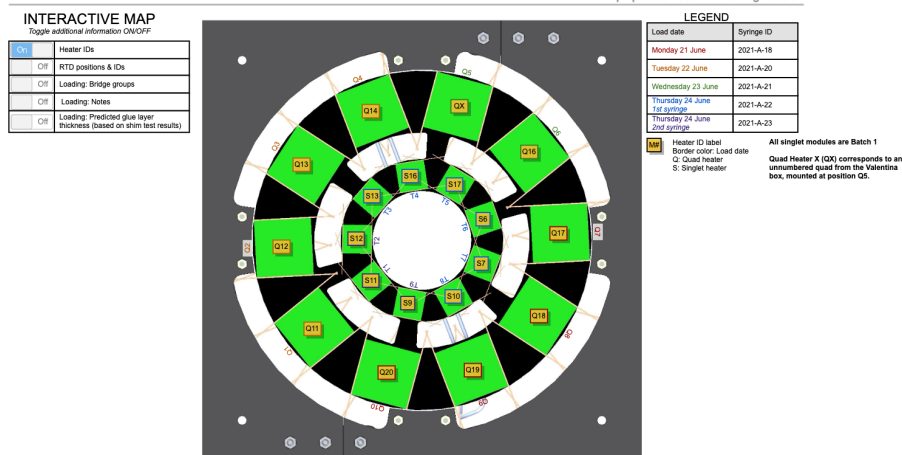 INTERACTIVE MAP
Toggle additional information ON/OFF
On Heater IDs
Off RTD positions & IDs
Off Loading: Bridge groups
Off Loading: Notes
Off Loading: Predicted glue layer
thickness (based on shim test results)
LEGEND
Load date Syringe ID
Monday 21 June 2021-A-18
Tuesday 22 June 2021-A-20
Wednesday 23 June 2021-A-21
Thursday 24 June
1st syringe 2021-A-22
Thursday 24 June
2nd syringe 2021-A-23
M# Heater ID label
Border color: Load date
Q: Quad heater
S: Singlet heater
All singlet modules are Batch 1
Quad Heater X (QX) corresponds to an
unnumbered quad from the Valentina
box, mounted at position Q5.
Q4 Q5
Q14 QX
Q3 Q6
Q13 Q16
S16 S17
S13 S6
T3 T4 T5 T6
Q2 Q12 S12 T2 Q17 Q7
S11 T1 T7 S7
T9 T8
S9 S10
Q11 Q18
Q1 Q8
Q20 Q19
Q10 Q9